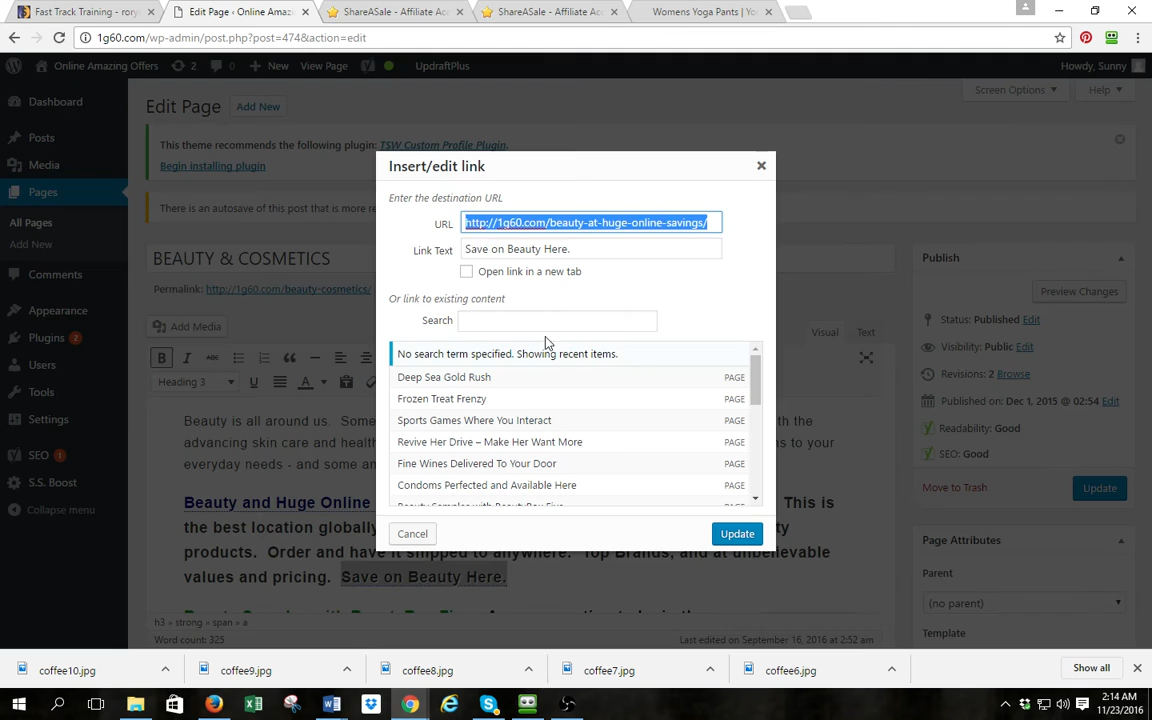 Fast Track Training - rory
Edit Page ‹ Online Amazi
ShareASale - Affiliate Ac
ShareASale - Affiliate Ac
Womens Yoga Pants | Yo
1g60.com/wp-admin/post.php?post=474&action=edit
Online Amazing Offers 2 0 New View Page UpdraftPlus Howdy, Sunny
Dashboard
Posts
Media
Pages
All Pages
Add New
Comments
Appearance
Plugins 2
Users
Tools
Settings
SEO 1
S.S. Boost
Collapse menu
Screen Options Help
Edit Page Add New
This theme recommends the following plugin: TSW Custom Profile Plugin.
Begin installing plugin
There is an autosave of this post that is more re
BEAUTY & COSMETICS
Permalink: http://1g60.com/beauty-cosmetics/
Add Media
Visual Text
B I ABC
Heading 3 U A
Beauty is all around us. Some the
advancing skin care and health ns to your
everyday needs - and some an
Beauty and Huge Online This is
the best location globally ty
products. Order and have it shipped to anywhere. Top Brands, and at unbelievable
values and pricing. Save on Beauty Here.
h3 » strong » span » a
Word count: 325 Last edited on September 16, 2016 at 2:52 am
Insert/edit link
Enter the destination URL
URL http://1g60.com/beauty-at-huge-online-savings/
Link Text Save on Beauty Here.
Open link in a new tab
Or link to existing content
Search
No search term specified. Showing recent items.
Deep Sea Gold Rush PAGE
Frozen Treat Frenzy PAGE
Sports Games Where You Interact PAGE
Revive Her Drive – Make Her Want More PAGE
Fine Wines Delivered To Your Door PAGE
Condoms Perfected and Available Here PAGE
Cancel Update
Publish
Preview Changes
Status: Published Edit
Visibility: Public Edit
Revisions: 2 Browse
Published on: Dec 1, 2015 @ 02:54 Edit
Readability: Good
SEO: Good
Move to Trash Update
Page Attributes
Parent
(no parent)
Template
coffee10.jpg
coffee9.jpg
coffee8.jpg
coffee7.jpg
coffee6.jpg
Show all
2:14 AM
11/23/2016